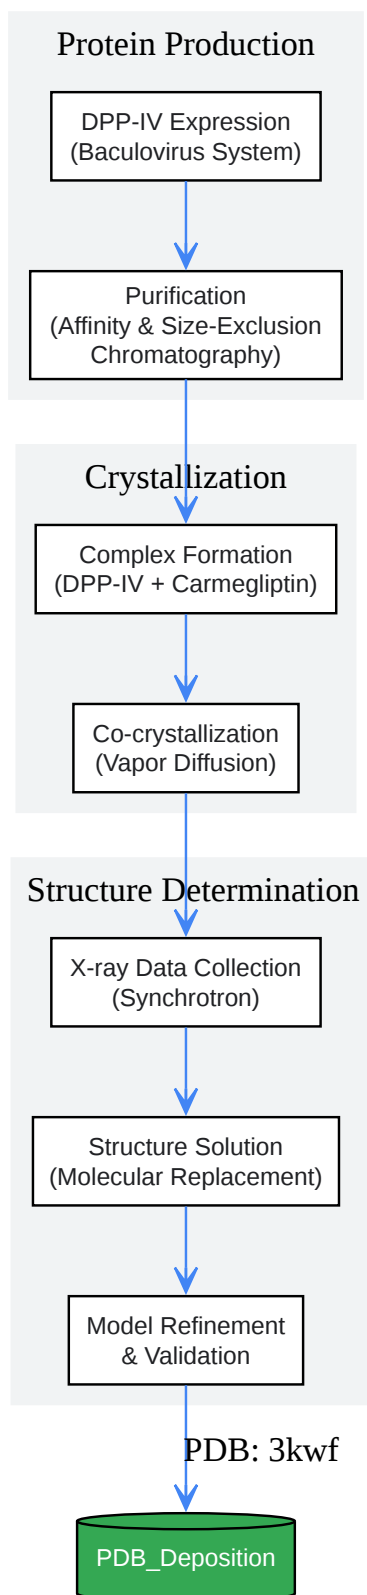 Protein Production
DPP-IV Expression
(Baculovirus System)
Purification
(Affinity & Size-Exclusion
Chromatography)
Crystallization
Complex Formation
(DPP-IV + Carmegliptin)
Co-crystallization
(Vapor Diffusion)
Structure Determination
X-ray Data Collection
(Synchrotron)
Structure Solution
(Molecular Replacement)
Model Refinement
& Validation
PDB: 3kwf
PDB_Deposition